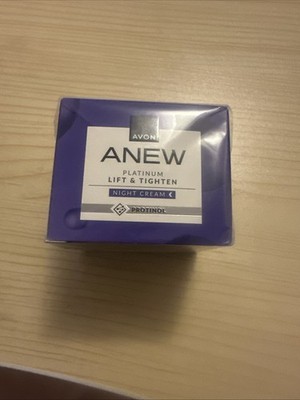 AVON
ANEW
PLATINUM
LIFT & TIGHTEN
NIGHT CREAM
PROTINOL